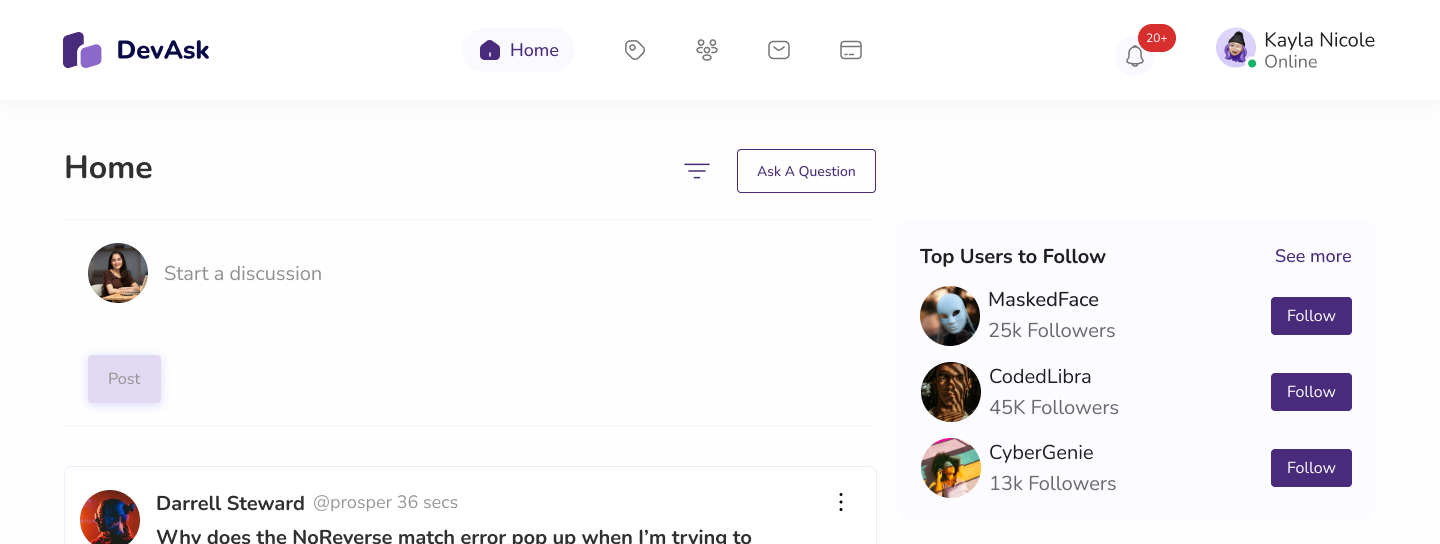 DevAsk
Home
20+
Kayla Nicole
Online
Home
Ask A Question
Start a discussion
Post
Top Users to Follow
See more
MaskedFace
25k Followers
Follow
CodedLibra
45K Followers
Follow
CyberGenie
13k Followers
Follow
Darrell Steward @prosper 36 secs
Why does the NoReverse match error pop up when I’m trying to